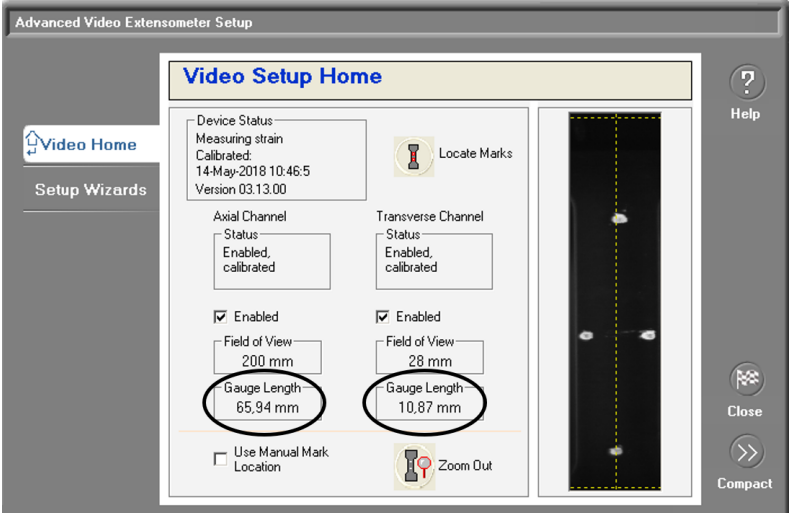 Advanced Video Extensometer Setup
Video Setup Home
Help
Video Home
Setup Wizards
Device Status
Measuring strain
Calibrated:
14-May-2018 10:46:5
Version 03.13.00
Locate Marks
Axial Channel
Status
Enabled,
calibrated
Enabled
Field of View
200 mm
Gauge Length
65,94 mm
Transverse Channel
Status
Enabled,
calibrated
Enabled
Field of View
28 mm
Gauge Length
10,87 mm
Use Manual Mark
Location
Zoom Out
Close
Compact